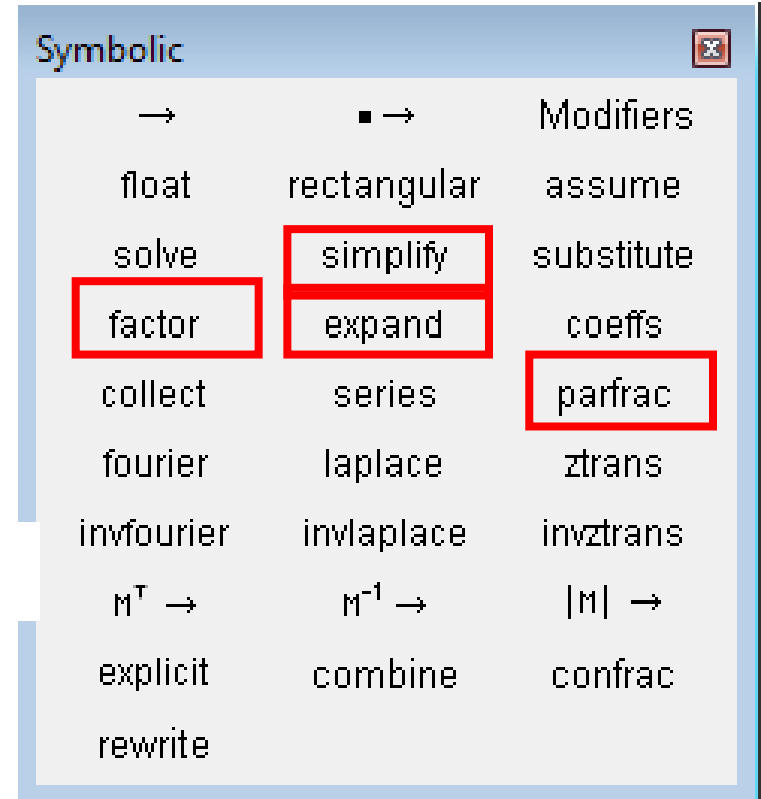 Symbolic
→ ▪ → Modifiers
float rectangular assume
solve simplify substitute
factor expand coeffs
collect series parfrac
fourier laplace ztrans
invfourier invlaplace invztrans
Mᵀ → M⁻¹ → |M| →
explicit combine confrac
rewrite